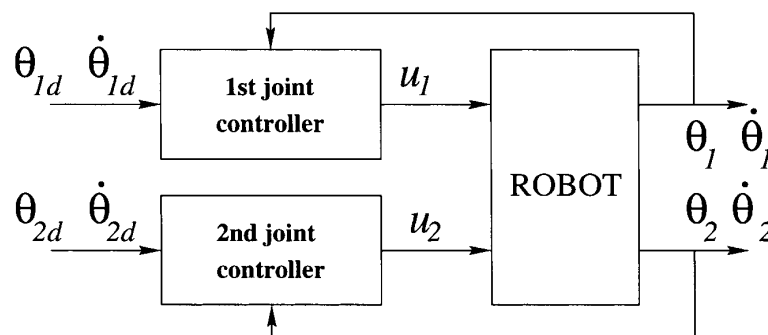 θ1d θ̇1d
1st joint
controller
u1
θ1 θ̇1
ROBOT
θ2d θ̇2d
2nd joint
controller
u2
θ2 θ̇2